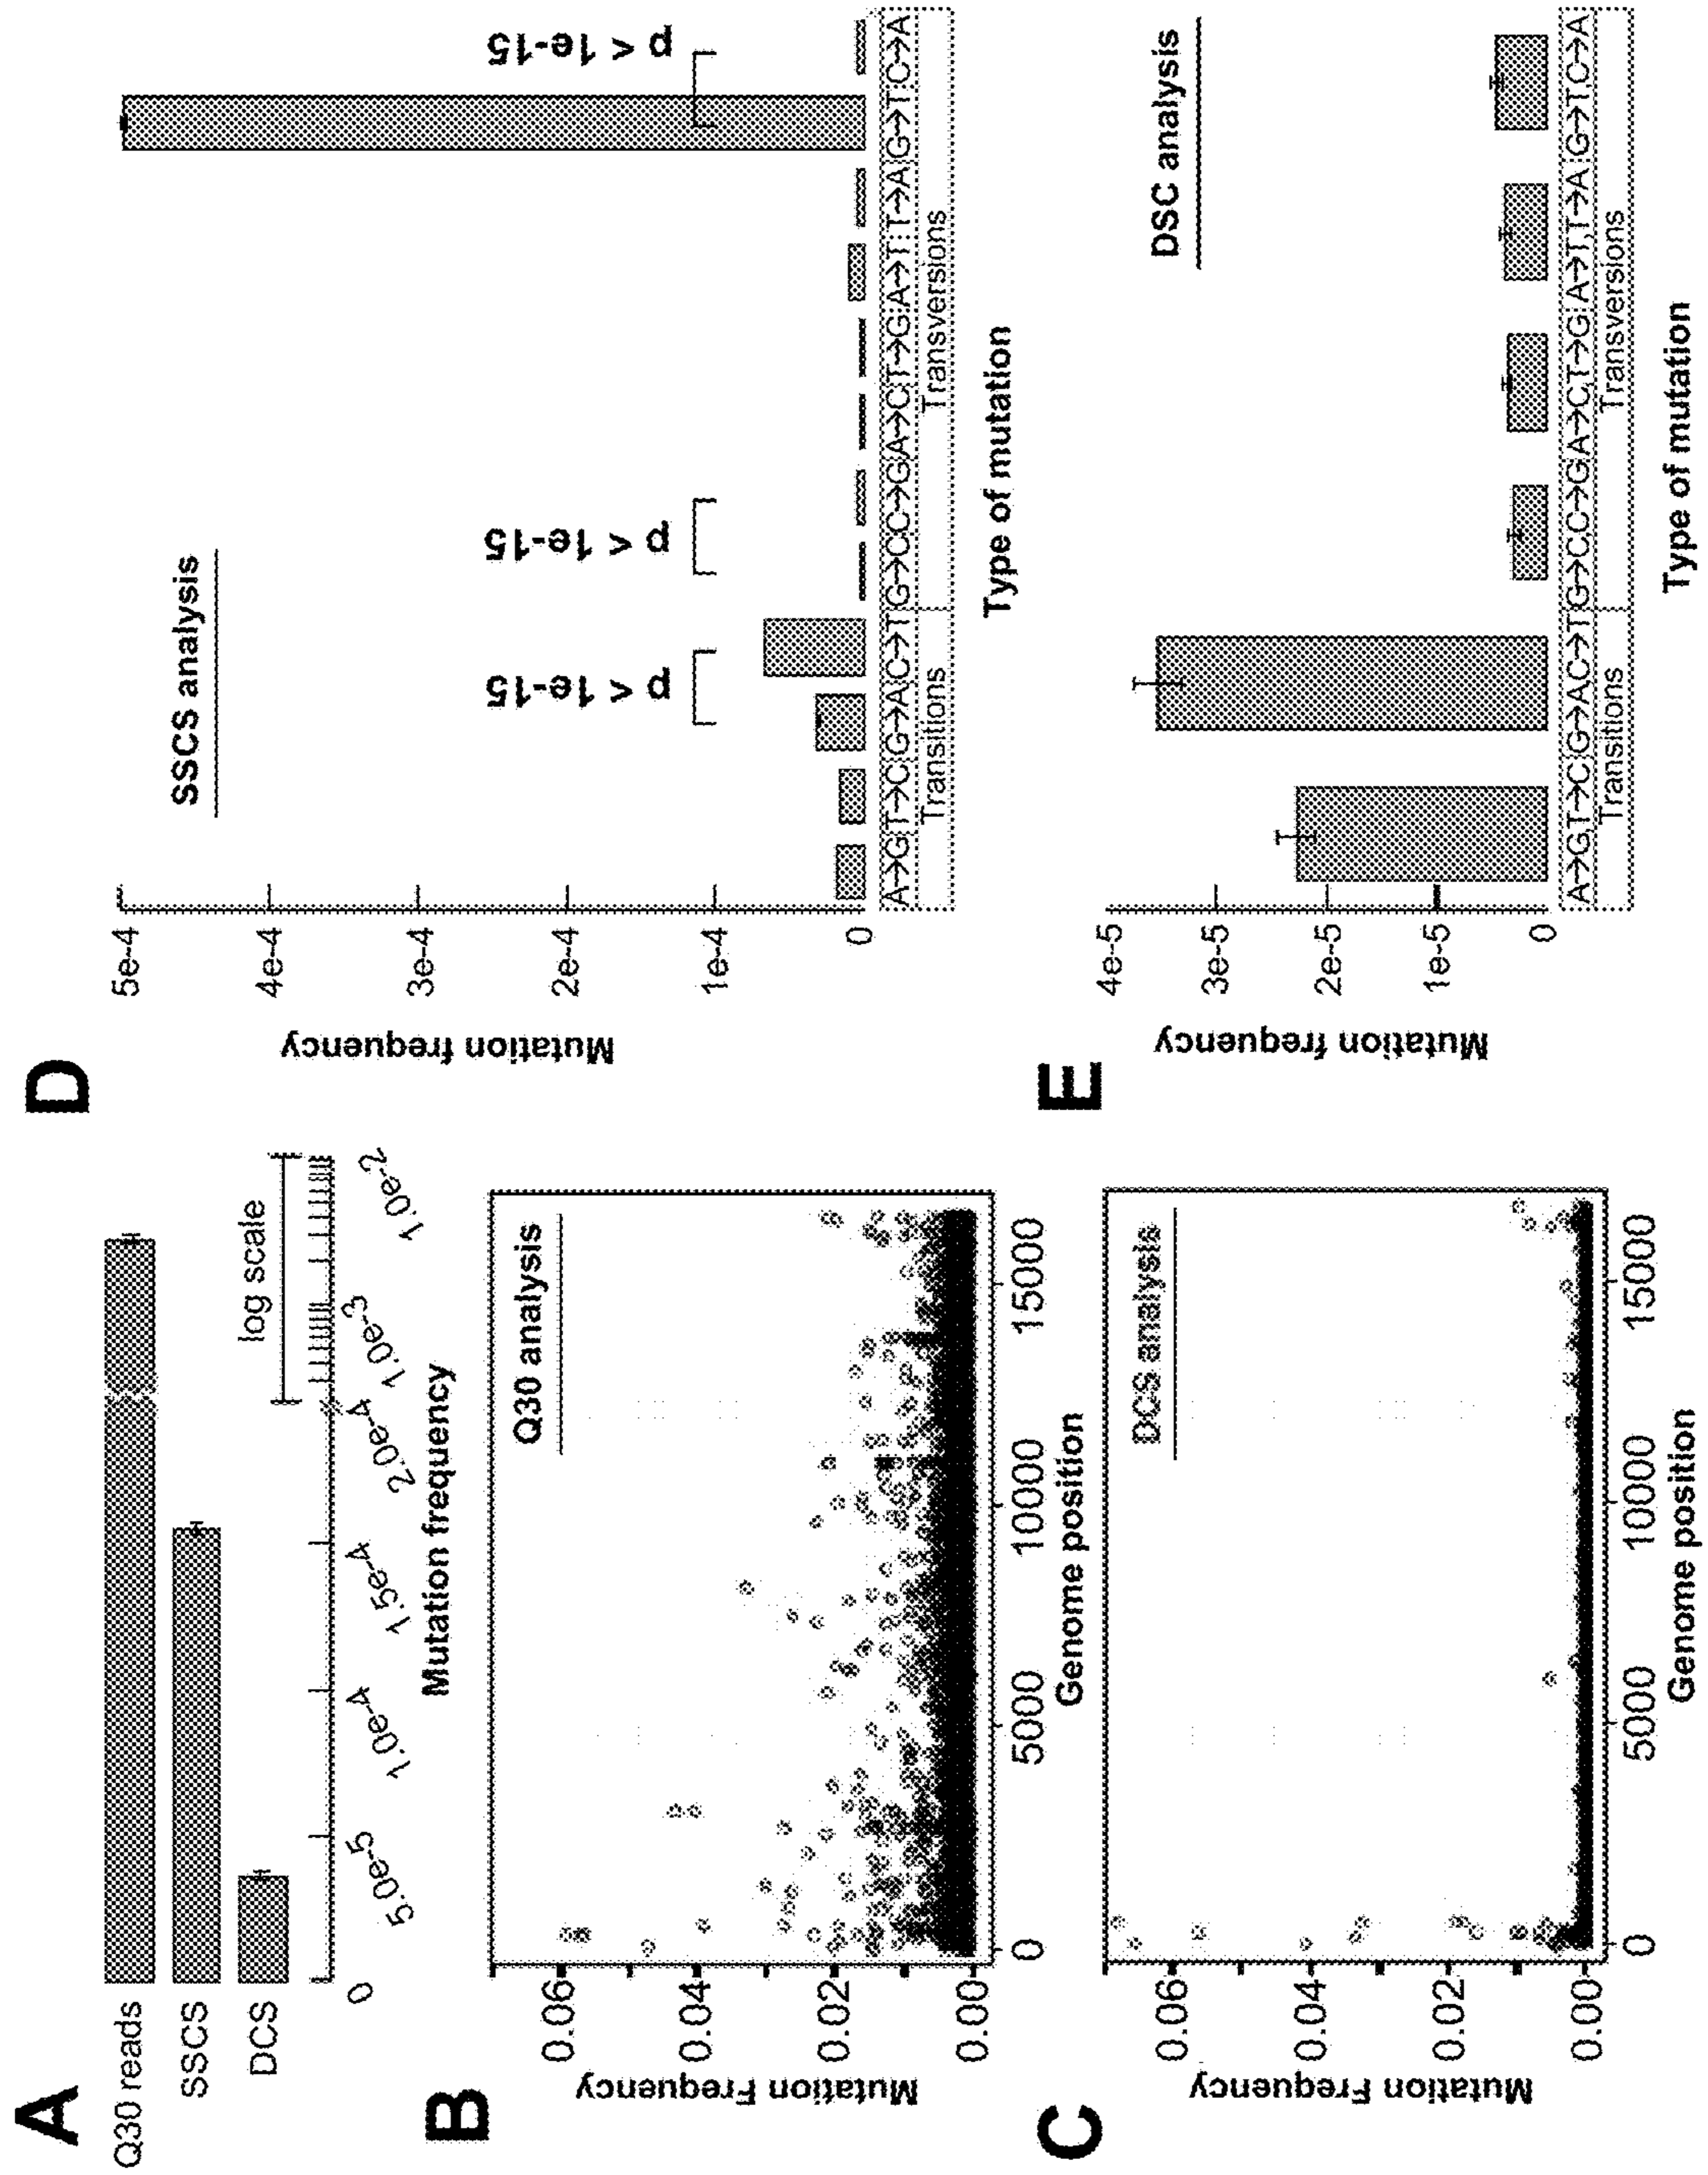 A
Q30 reads
SSCS
DCS
log scale
0
5.0e-5
1.0e-4
1.5e-4
2.0e-4
1.0e-3
1.0e-2
Mutation frequency
B
Q30 analysis
Mutation Frequency
0.06
0.02
0.00
0
5000
10000
15000
Genome position
C
DCS analysis
Mutation Frequency
0.06
0.02
0.00
0
5000
10000
15000
Genome position
D
SSCS analysis
Mutation frequency
5e-4
4e-4
3e-4
2e-4
1e-4
0
p < 1e-15
p < 1e-15
p < 1e-15
A→G T→C G→A C→T G→C C→G A→C T→G A→T T→A G→T C→A
Transitions Transversions
Type of mutation
E
DSC analysis
Mutation frequency
4e-5
3e-5
2e-5
1e-5
0
A→G T→C G→A C→T G→C C→G A→C T→G A→T T→A G→T C→A
Transitions Transversions
Type of mutation